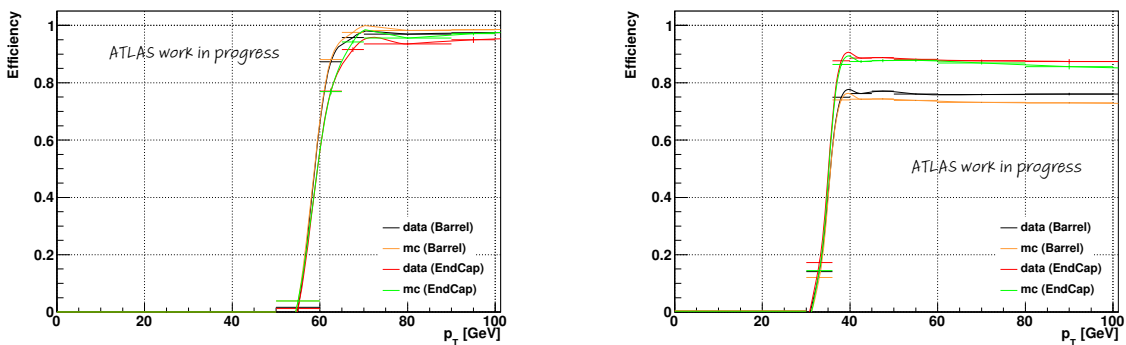 Efficiency
1
0.8
0.6
0.4
0.2
0
ATLAS work in progress
data (Barrel)
mc (Barrel)
data (EndCap)
mc (EndCap)
0 20 40 60 80 100
p_T [GeV]
Efficiency
1
0.8
0.6
0.4
0.2
0
ATLAS work in progress
data (Barrel)
mc (Barrel)
data (EndCap)
mc (EndCap)
0 20 40 60 80 100
p_T [GeV]